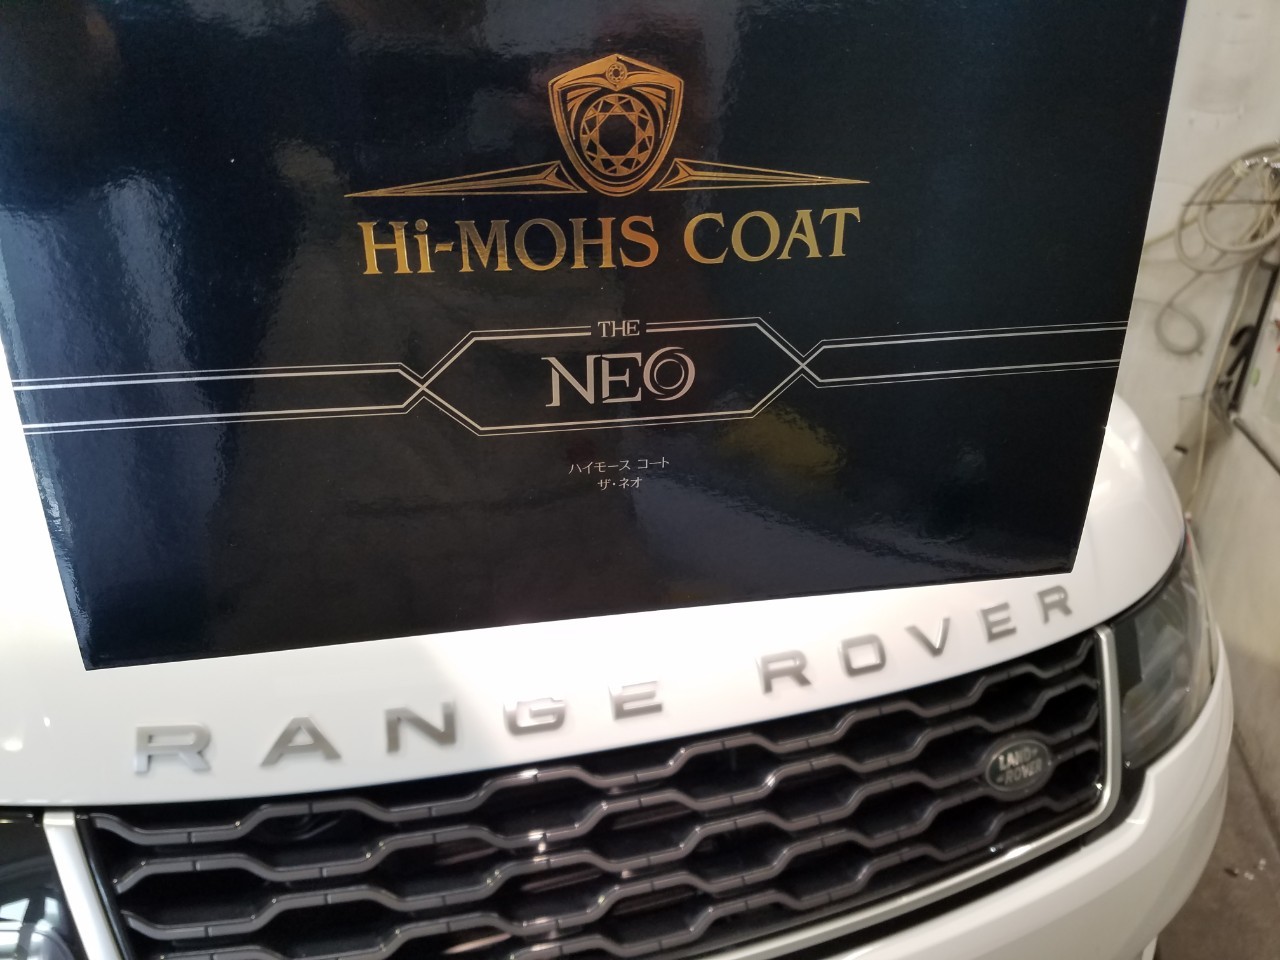 Hi-MOHS COAT
THE
NEO
ハイモース コート
ザ・ネオ
RANGE ROVER
LAND-
-ROVER